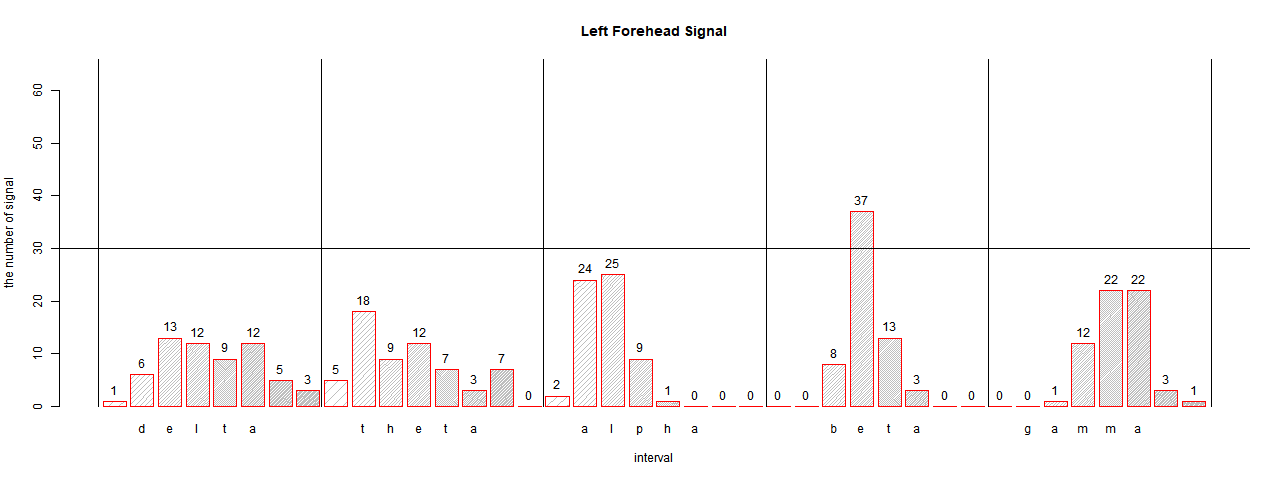 Left Forehead Signal
the number of signal
60
50
40
30
20
10
0
1 6 13 12 9 12 5 3 5 18 9 12 7 3 7 0 2 24 25 9 1 0 0 0 0 0 8 37 13 3 0 0 0 0 1 12 22 22 3 1
d e l t a t h e t a a l p h a b e t a g a m m a
interval